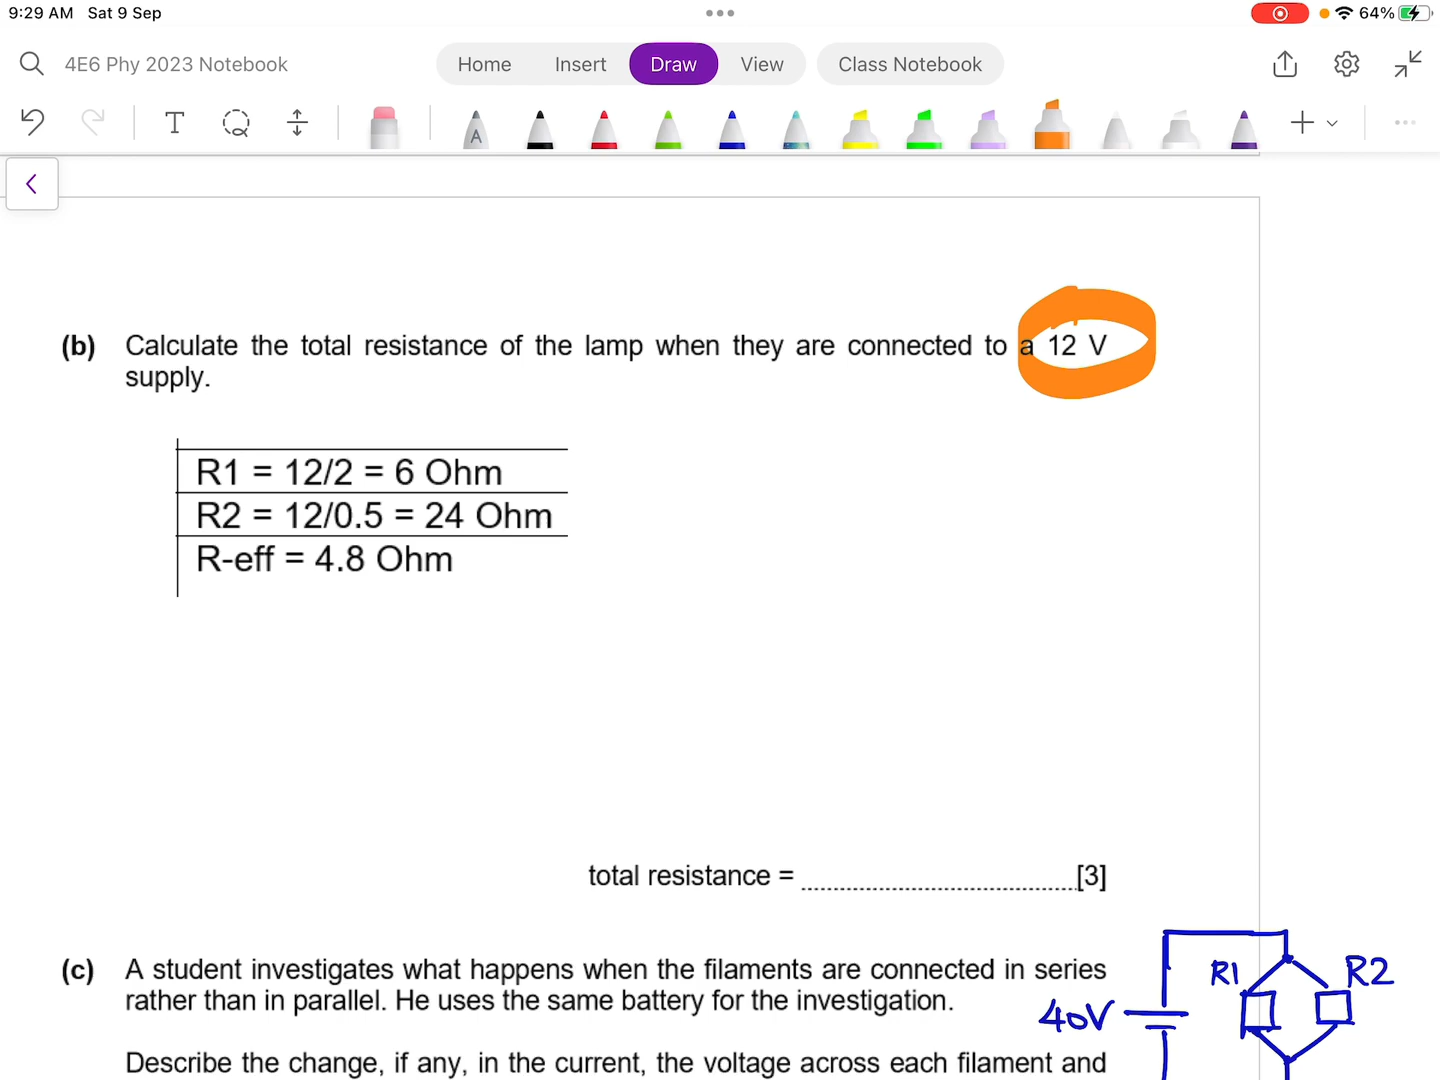 9:29 AM Sat 9 Sep
64%
4E6 Phy 2023 Notebook
Home Insert Draw View Class Notebook
T
A
(b) Calculate the total resistance of the lamp when they are connected to a 12 V
supply.
R1 = 12/2 = 6 Ohm
R2 = 12/0.5 = 24 Ohm
R-eff = 4.8 Ohm
total resistance = ........................................[3]
(c) A student investigates what happens when the filaments are connected in series
rather than in parallel. He uses the same battery for the investigation.
R1 R2
40V
Describe the change, if any, in the current, the voltage across each filament and